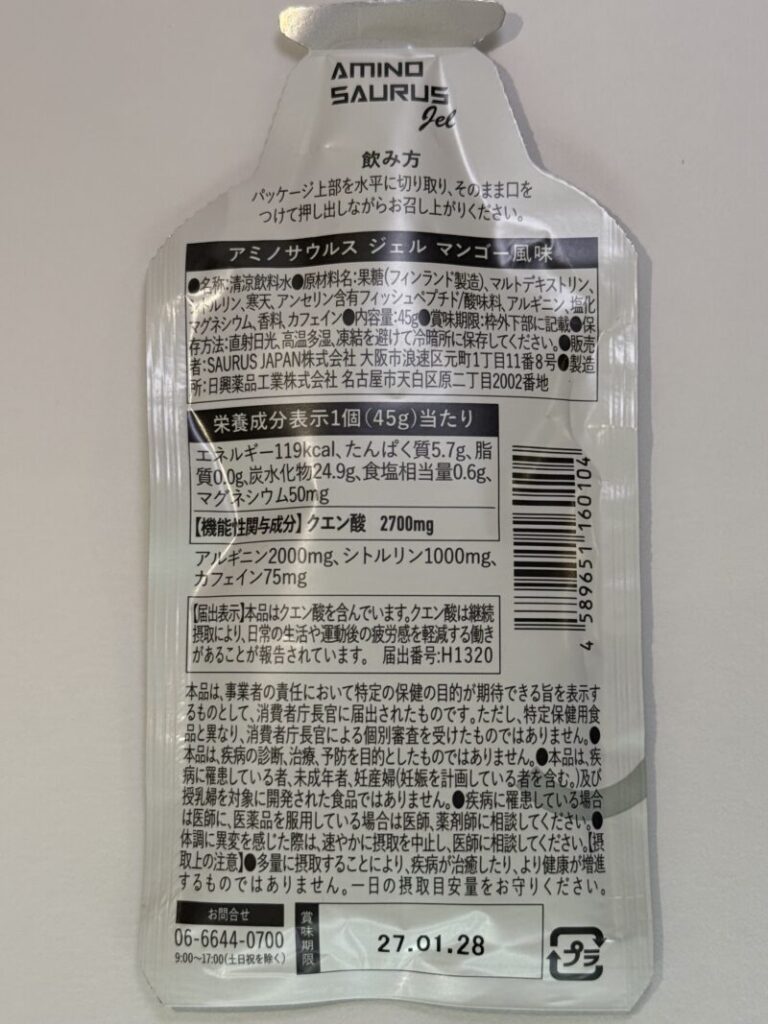 AMINO
SAURUS
Jel
飲み方
パッケージ上部を水平に切り取り、そのまま口を
つけて押し出しながらお召し上がりください。
アミノサウルス ジェル マンゴー風味
●名称:清涼飲料水●原材料名:果糖(フィンランド製造)、マルトデキストリン、
シトルリン、寒天、アンセリン含有フィッシュペプチド/酸味料、アルギニン、塩化
マグネシウム、香料、カフェイン●内容量:45g●賞味期限:枠外下部に記載●保
存方法:直射日光、高温多湿、凍結を避けて冷暗所に保存してください。●販売
者:SAURUS JAPAN株式会社 大阪市浪速区元町1丁目11番8号●製造
所:日興薬品工業株式会社 名古屋市天白区原二丁目2002番地
栄養成分表示1個(45g)当たり
エネルギー119kcal、たんぱく質5.7g、脂
質0.0g、炭水化物24.9g、食塩相当量0.6g、
マグネシウム50mg
【機能性関与成分】クエン酸 2700mg
アルギニン2000mg、シトルリン1000mg、
カフェイン75mg
4 589651 160104
【届出表示】本品はクエン酸を含んでいます。クエン酸は継続
摂取により、日常の生活や運動後の疲労感を軽減する働き
があることが報告されています。 届出番号:H1320
本品は、事業者の責任において特定の保健の目的が期待できる旨を表示す
るものとして、消費者庁長官に届出されたものです。ただし、特定保健用食
品と異なり、消費者庁長官による個別審査を受けたものではありません。●
本品は、疾病の診断、治療、予防を目的としたものではありません。●本品は、疾
病に罹患している者、未成年者、妊産婦(妊娠を計画している者を含む。)及び
授乳婦を対象に開発された食品ではありません。●疾病に罹患している場合
は医師に、医薬品を服用している場合は医師、薬剤師に相談してください。●
体調に異変を感じた際は、速やかに摂取を中止し、医師に相談してください。【摂
取上の注意】●多量に摂取することにより、疾病が治癒したり、より健康が増進
するものではありません。一日の摂取目安量をお守りください。
お問合せ
06-6644-0700
9:00〜17:00(土日祝を除く)
賞味期限
27.01.28
プラ